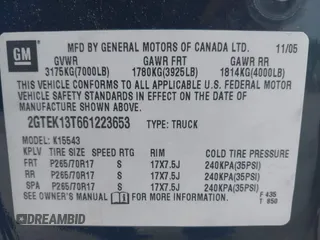 GM
MFD BY GENERAL MOTORS OF CANADA LTD. 11/05
GVWR GAWR FRT GAWR RR
3175KG(7000LB) 1780KG(3925LB) 1814KG(4000LB)
THIS VEHICLE CONFORMS TO ALL APPLICABLE U.S. FEDERAL MOTOR
VEHICLE SAFETY STANDARDS IN EFFECT ON THE DATE OF
MANUFACTURE SHOWN ABOVE.
2GTEK13T661223653 TYPE: TRUCK
MODEL: K15543
KPLV TIRE SIZE SPEED RTG RIM COLD TIRE PRESSURE
FRT P265/70R17 S 17X7.5J 240KPA(35PSI)
RR P265/70R17 S 17X7.5J 240KPA(35PSI)
SPA P265/70R17 S 17X7.5J 240KPA(35PSI)
SEE OWNER'S MANUAL FOR MORE INFORMATION.
F 435
T 850
CARADBID